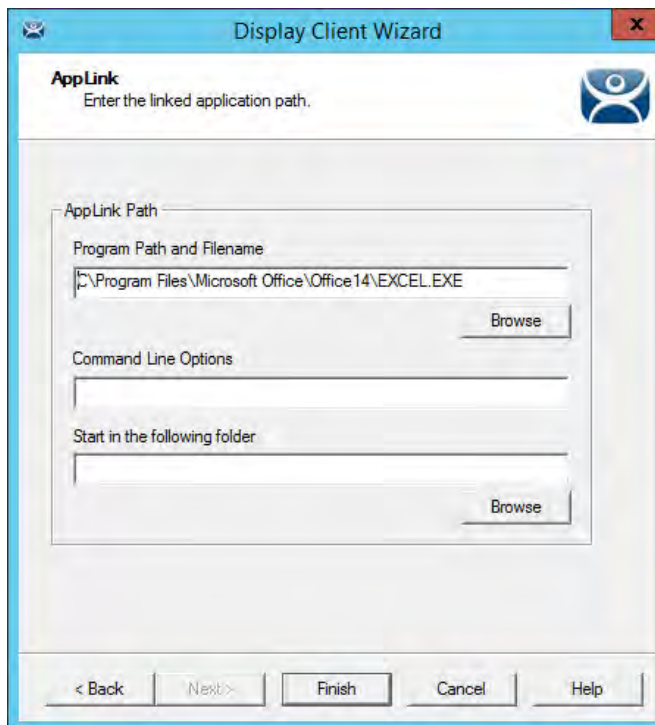 Display Client Wizard
x
AppLink
Enter the linked application path.
AppLink Path
Program Path and Filename
C\Program Files\Microsoft Office\Office14\EXCEL.EXE
Browse
Command Line Options
Start in the following folder
Browse
< Back Next > Finish Cancel Help